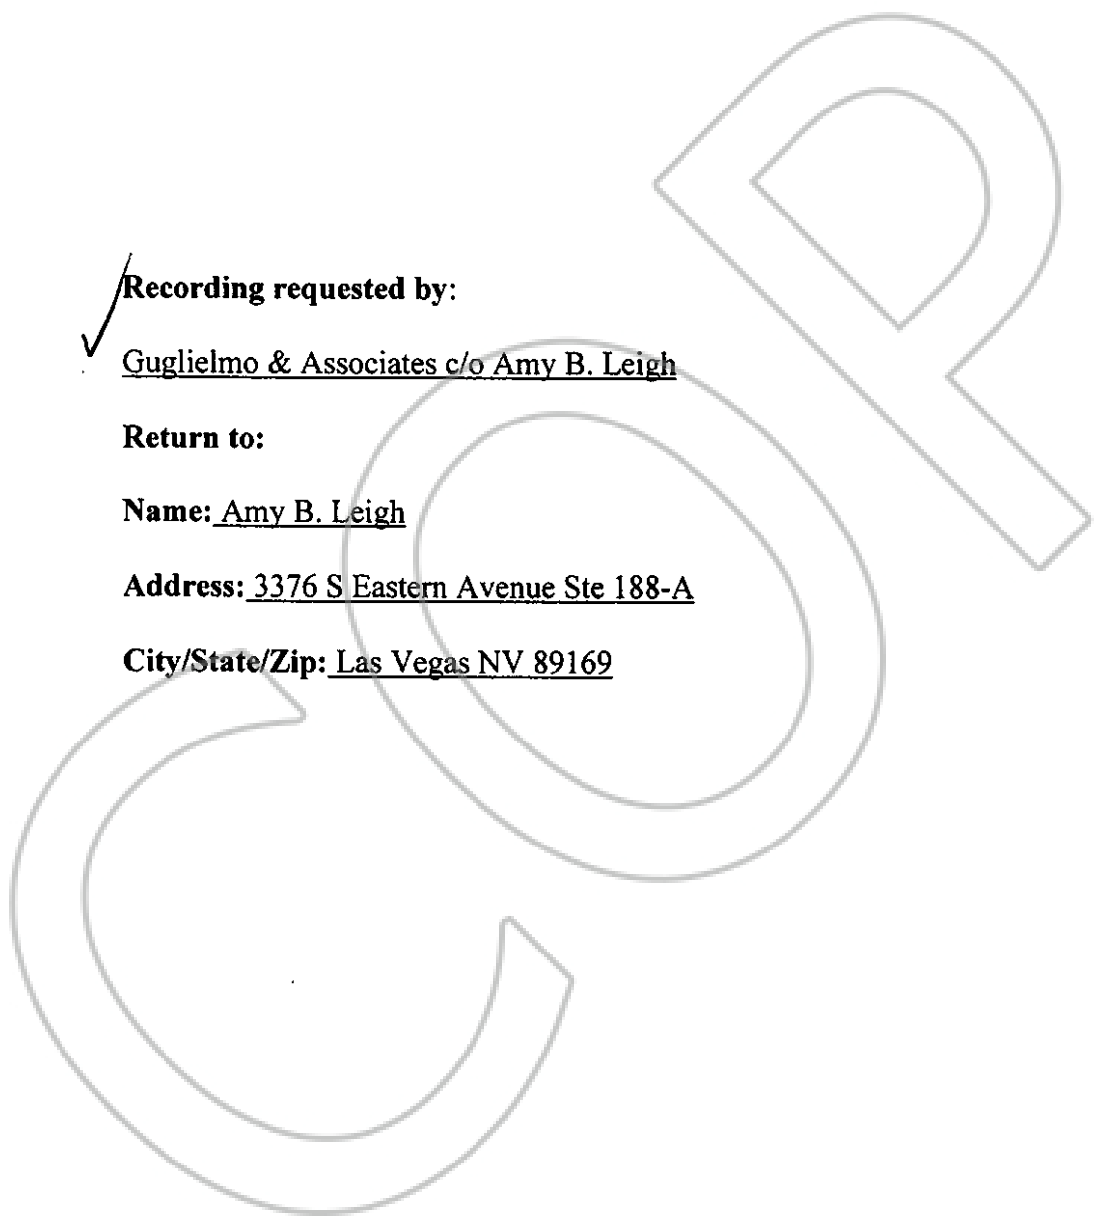 Recording requested by:
Guglielmo & Associates c/o Amy B. Leigh
Return to:
Name: Amy B. Leigh
Address: 3376 S Eastern Avenue Ste 188-A
City/State/Zip: Las Vegas NV 89169
COP